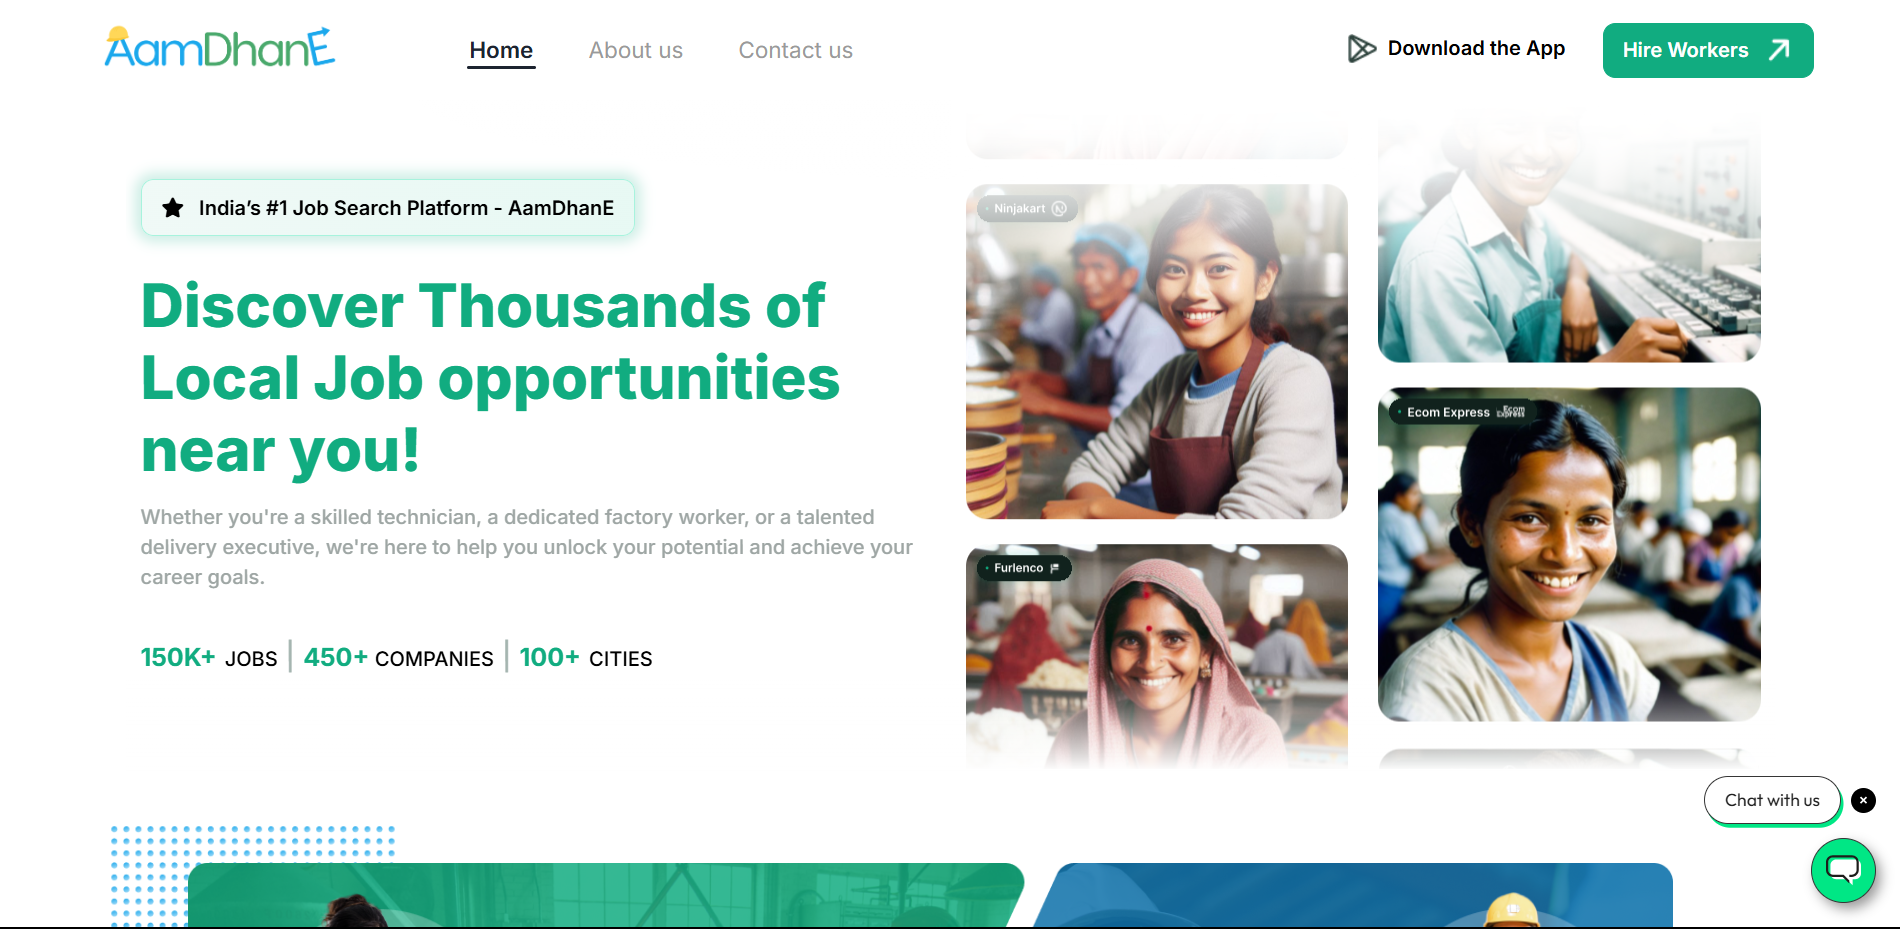 AamDhanE
Home
About us
Contact us
Download the App
Hire Workers
India’s #1 Job Search Platform - AamDhanE
Discover Thousands of
Local Job opportunities
near you!
Whether you're a skilled technician, a dedicated factory worker, or a talented
delivery executive, we're here to help you unlock your potential and achieve your
career goals.
150K+ JOBS
450+ COMPANIES
100+ CITIES
Ninjakart
Furlenco
Ecom Express
Ecom
Express
Chat with us